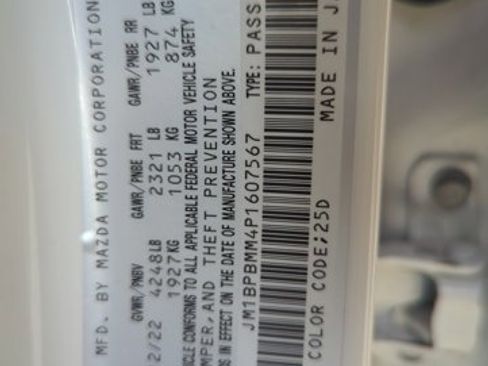 MFD. BY MAZDA MOTOR CORPORATION
GVWR/PNBV GAWR/PNBE FRT GAWR/PNBE RR
2/22 4248LB 2321 LB 1927 LB
1927KG 1053 KG 874 KG
CONFORMS TO ALL APPLICABLE FEDERAL MOTOR VEHICLE SAFETY
AND THEFT PREVENTION
IN EFFECT ON THE DATE OF MANUFACTURE SHOWN ABOVE.
JM1BPBMM4P1607567 TYPE: PASS
MADE IN
COLOR CODE;25D